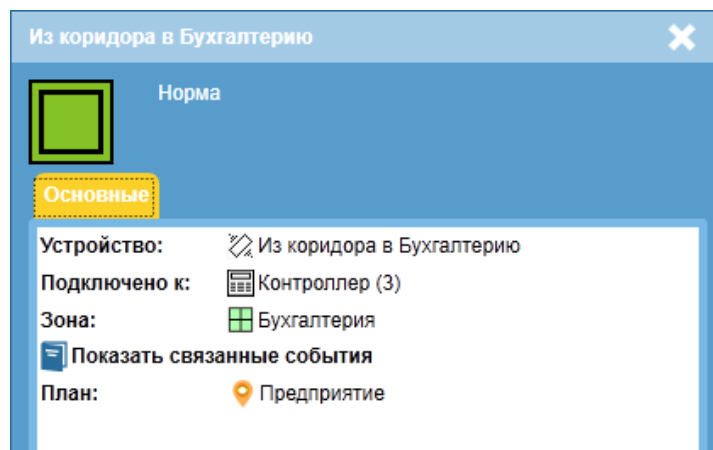 Из коридора в Бухгалтерию
Норма
Основные
Устройство: Из коридора в Бухгалтерию
Подключено к: Контроллер (3)
Зона: Бухгалтерия
Показать связанные события
План: Предприятие